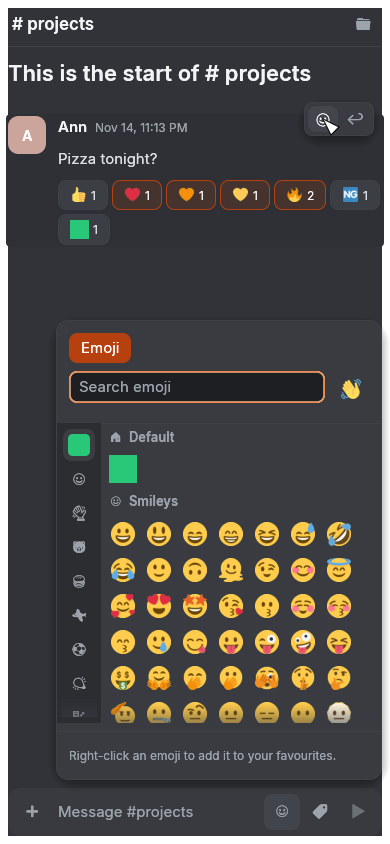 # projects
This is the start of # projects
A
Ann Nov 14, 11:13 PM
Pizza tonight?
1 1 1 1 2 NG 1
1
Emoji
Search emoji
Default
Smileys
Right-click an emoji to add it to your favourites.
Message #projects